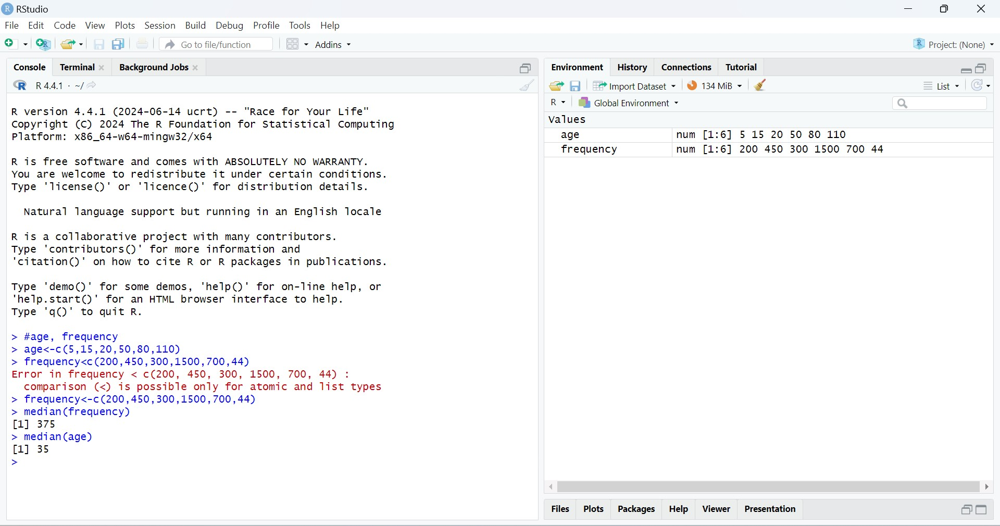 RStudio
File Edit Code View Plots Session Build Debug Profile Tools Help
Go to file/function Addins Project: (None)
Console Terminal Background Jobs
R 4.4.1 · ~/
R version 4.4.1 (2024-06-14 ucrt) -- "Race for Your Life"
Copyright (C) 2024 The R Foundation for Statistical Computing
Platform: x86_64-w64-mingw32/x64
R is free software and comes with ABSOLUTELY NO WARRANTY.
You are welcome to redistribute it under certain conditions.
Type 'license()' or 'licence()' for distribution details.
Natural language support but running in an English locale
R is a collaborative project with many contributors.
Type 'contributors()' for more information and
'citation()' on how to cite R or R packages in publications.
Type 'demo()' for some demos, 'help()' for on-line help, or
'help.start()' for an HTML browser interface to help.
Type 'q()' to quit R.
> #age, frequency
> age<-c(5,15,20,50,80,110)
> frequency<c(200,450,300,1500,700,44)
Error in frequency < c(200, 450, 300, 1500, 700, 44) :
comparison (<) is possible only for atomic and list types
> frequency<-c(200,450,300,1500,700,44)
> median(frequency)
[1] 375
> median(age)
[1] 35
>
Environment History Connections Tutorial
Import Dataset 134 MiB List
R Global Environment
Values
age num [1:6] 5 15 20 50 80 110
frequency num [1:6] 200 450 300 1500 700 44
Files Plots Packages Help Viewer Presentation